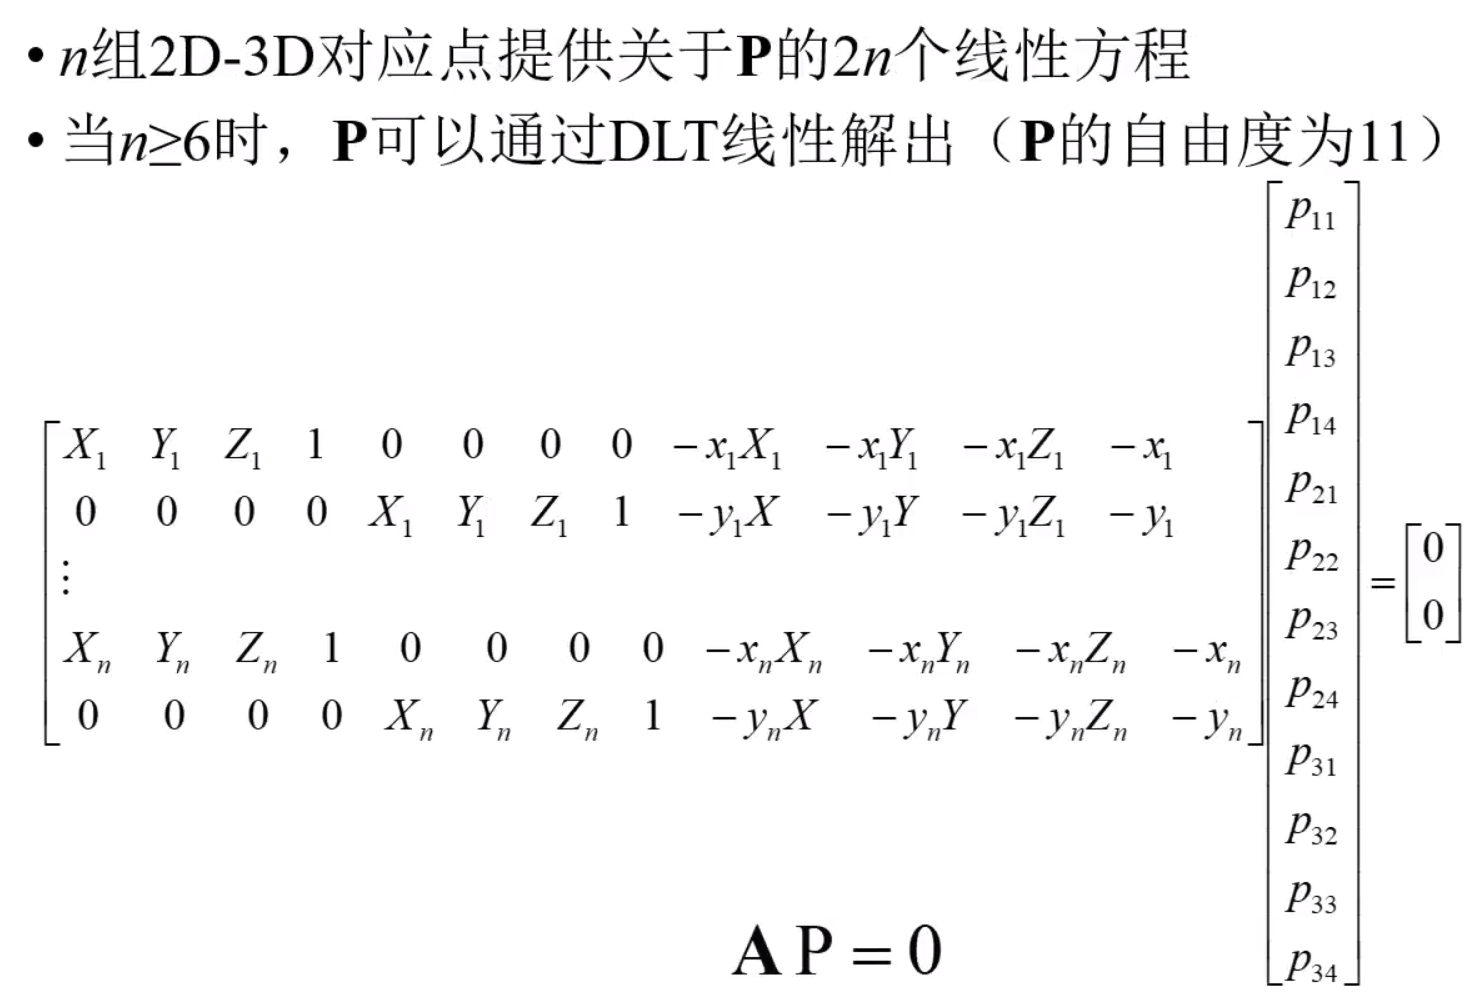 • n组2D-3D对应点提供关于P的2n个线性方程
• 当n≥6时，P可以通过DLT线性解出（P的自由度为11）
X₁ Y₁ Z₁ 1 0 0 0 0 −x₁X₁ −x₁Y₁ −x₁Z₁ −x₁
0 0 0 0 X₁ Y₁ Z₁ 1 −y₁X −y₁Y −y₁Z₁ −y₁
⋮
Xₙ Yₙ Zₙ 1 0 0 0 0 −xₙXₙ −xₙYₙ −xₙZₙ −xₙ
0 0 0 0 Xₙ Yₙ Zₙ 1 −yₙX −yₙY −yₙZₙ −yₙ
p₁₁
p₁₂
p₁₃
p₁₄
p₂₁
p₂₂
p₂₃
p₂₄
p₃₁
p₃₂
p₃₃
p₃₄
=
0
0
A P = 0